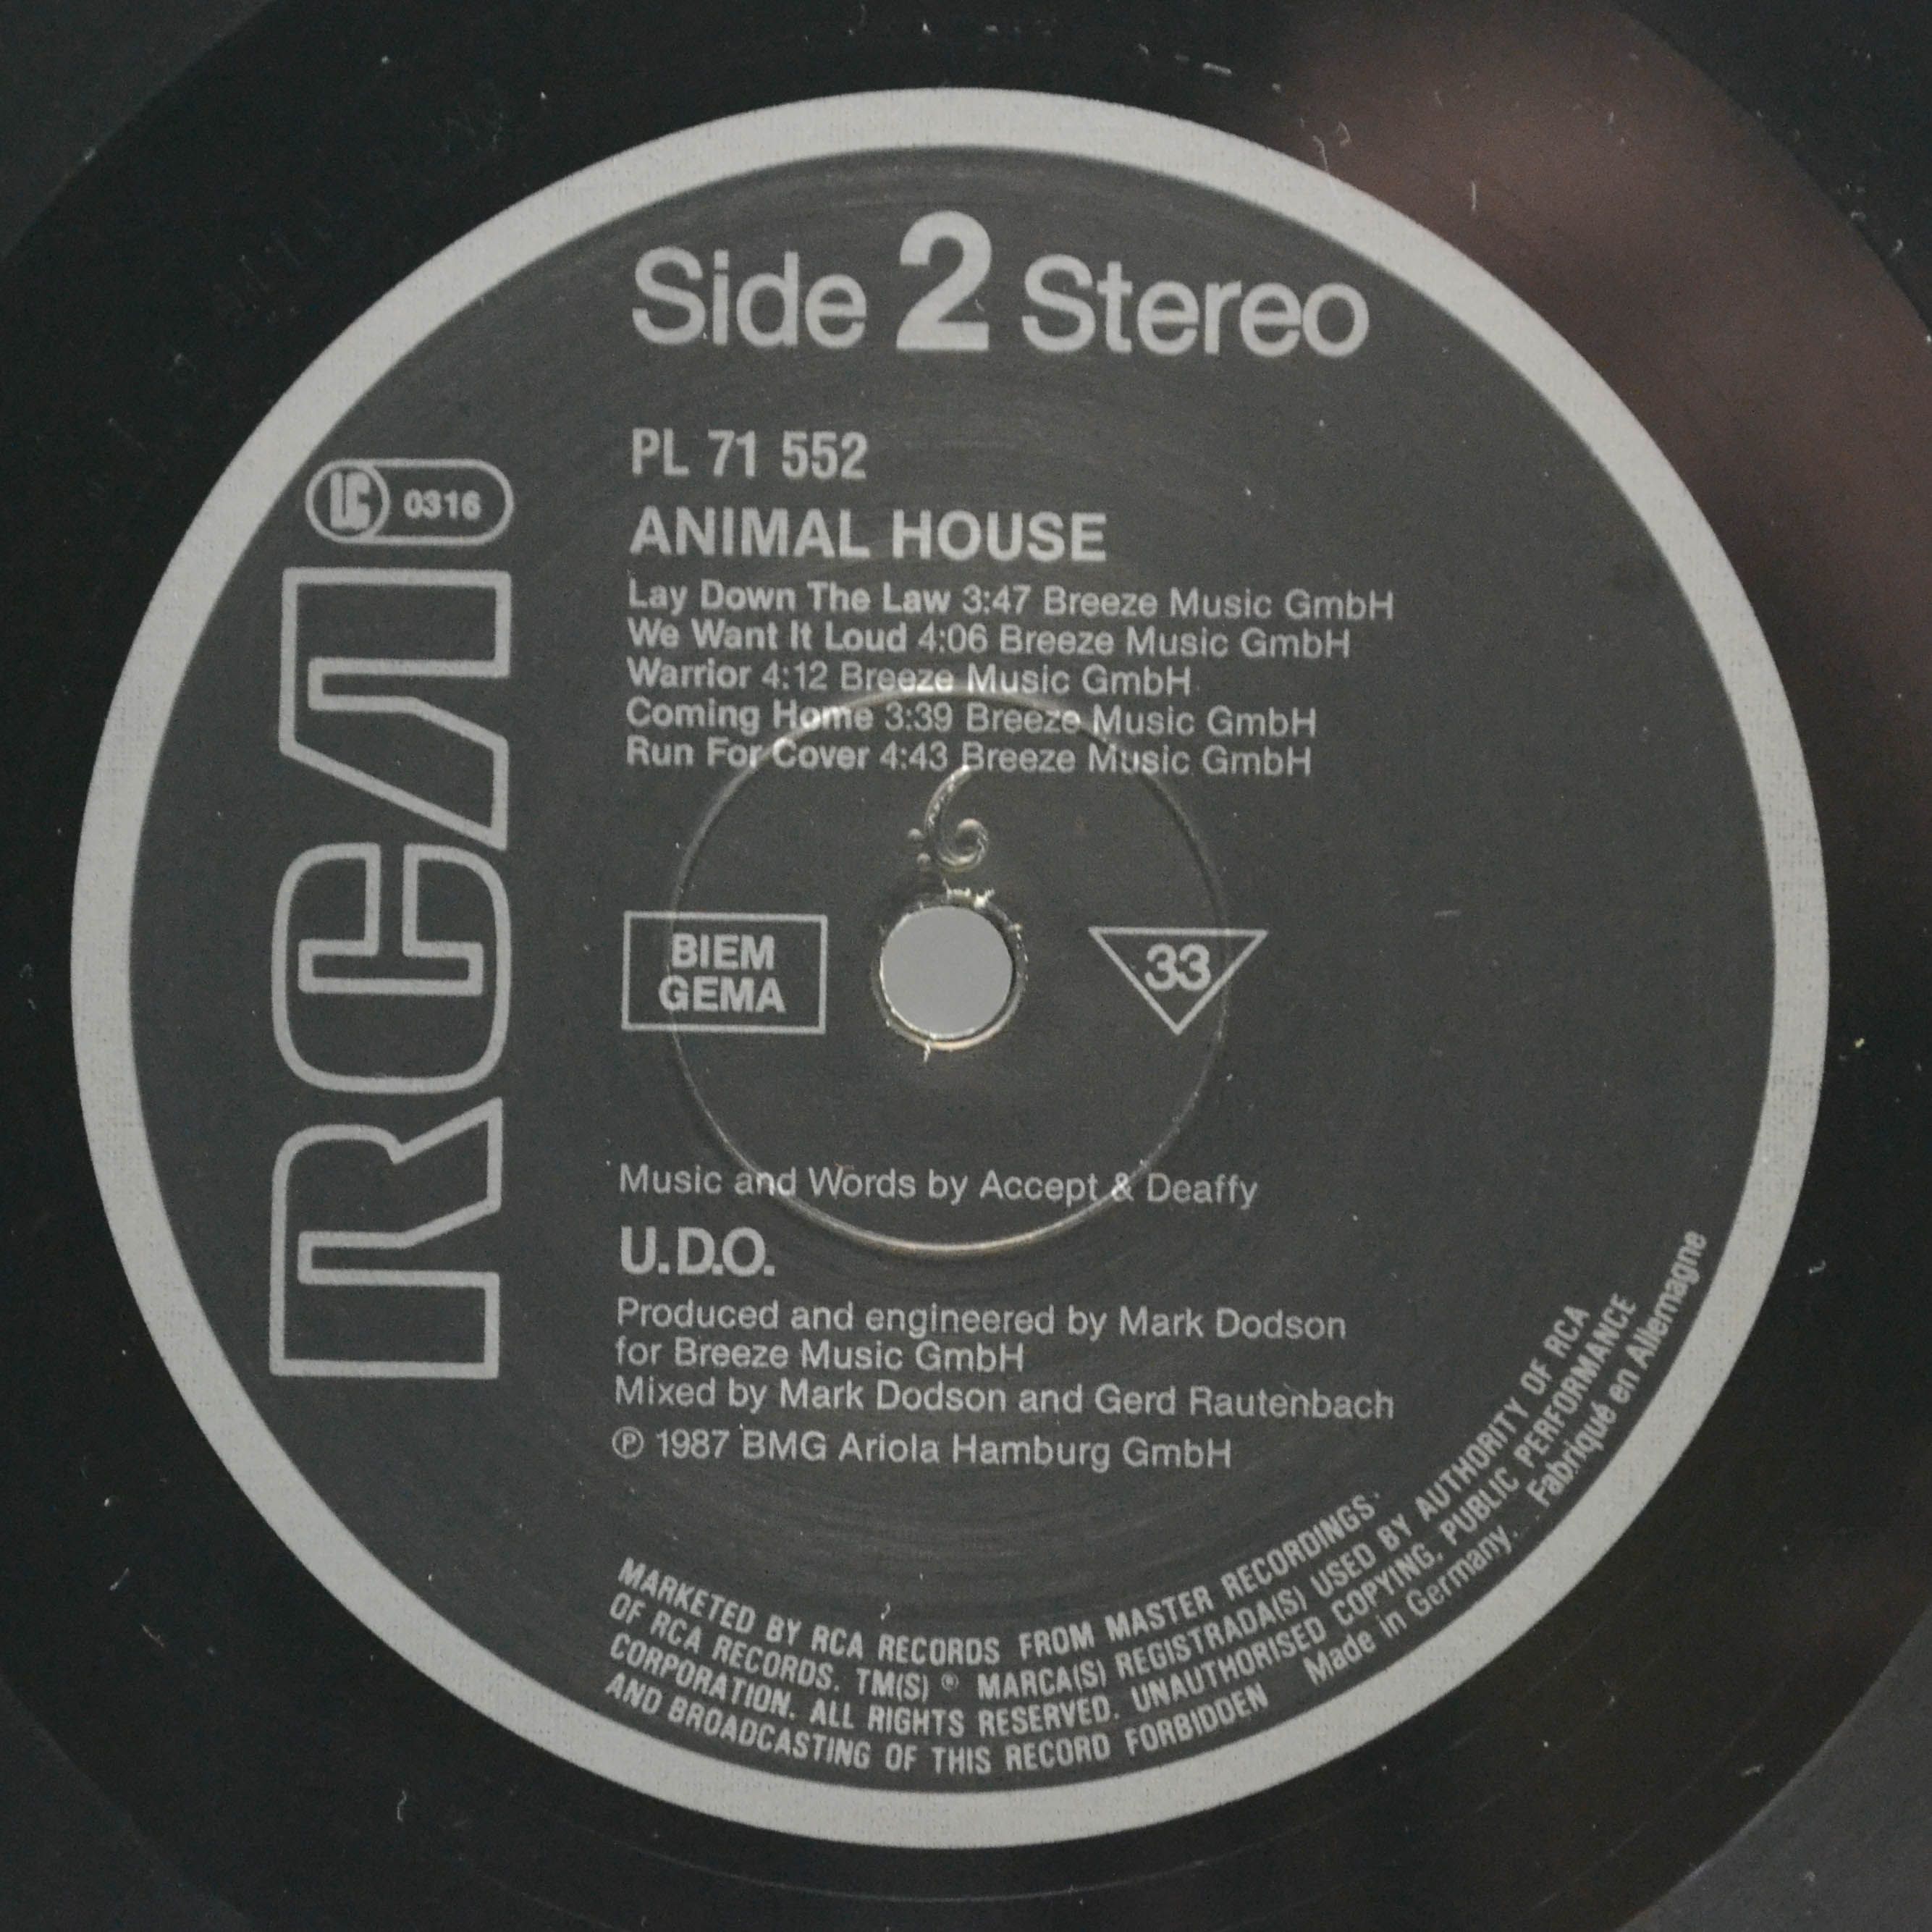 Side 2 Stereo
PL 71 552
LC 0316
ANIMAL HOUSE
Lay Down The Law 3:47 Breeze Music GmbH
We Want It Loud 4:06 Breeze Music GmbH
Warrior 4:12 Breeze Music GmbH
Coming Home 3:39 Breeze Music GmbH
Run For Cover 4:43 Breeze Music GmbH
RCA
BIEM
GEMA
33
Music and Words by Accept & Deaffy
U.D.O.
Produced and engineered by Mark Dodson
for Breeze Music GmbH
Mixed by Mark Dodson and Gerd Rautenbach
℗ 1987 BMG Ariola Hamburg GmbH
MARKETED BY RCA RECORDS FROM MASTER RECORDINGS
OF RCA RECORDS. TM(S) ® MARCA(S) REGISTRADA(S) USED BY AUTHORITY OF RCA
CORPORATION. ALL RIGHTS RESERVED. UNAUTHORISED COPYING, PUBLIC PERFORMANCE
AND BROADCASTING OF THIS RECORD FORBIDDEN Made in Germany. Fabriqué en Allemagne